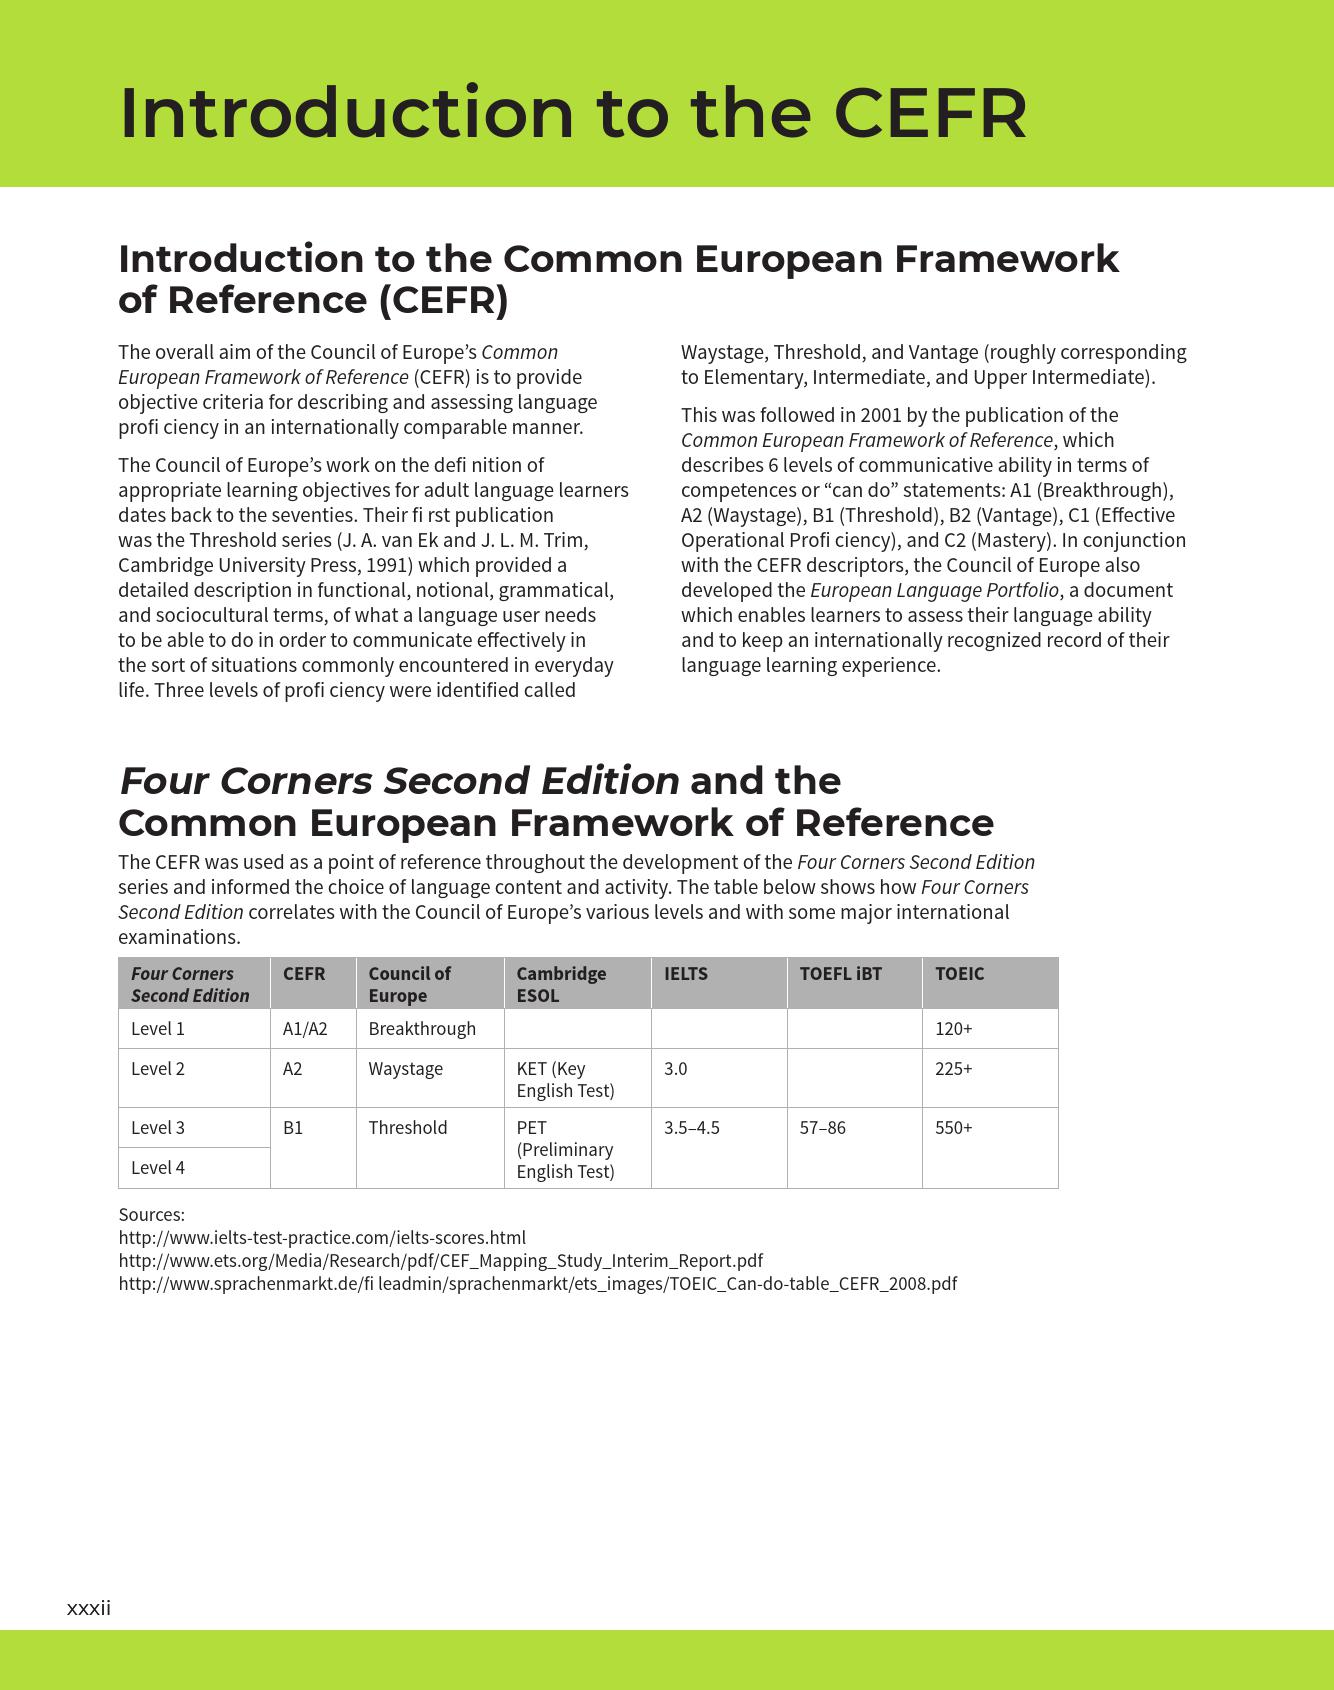 Introduction to the CEFR
Introduction to the Common European Framework
of Reference (CEFR)
The overall aim of the Council of Europe’s Common
European Framework of Reference (CEFR) is to provide
objective criteria for describing and assessing language
profi ciency in an internationally comparable manner.
The Council of Europe’s work on the defi nition of
appropriate learning objectives for adult language learners
dates back to the seventies. Their fi rst publication
was the Threshold series (J. A. van Ek and J. L. M. Trim,
Cambridge University Press, 1991) which provided a
detailed description in functional, notional, grammatical,
and sociocultural terms, of what a language user needs
to be able to do in order to communicate effectively in
the sort of situations commonly encountered in everyday
life. Three levels of profi ciency were identified called
Waystage, Threshold, and Vantage (roughly corresponding
to Elementary, Intermediate, and Upper Intermediate).
This was followed in 2001 by the publication of the
Common European Framework of Reference, which
describes 6 levels of communicative ability in terms of
competences or “can do” statements: A1 (Breakthrough),
A2 (Waystage), B1 (Threshold), B2 (Vantage), C1 (Effective
Operational Profi ciency), and C2 (Mastery). In conjunction
with the CEFR descriptors, the Council of Europe also
developed the European Language Portfolio, a document
which enables learners to assess their language ability
and to keep an internationally recognized record of their
language learning experience.
Four Corners Second Edition and the
Common European Framework of Reference
The CEFR was used as a point of reference throughout the development of the Four Corners Second Edition
series and informed the choice of language content and activity. The table below shows how Four Corners
Second Edition correlates with the Council of Europe’s various levels and with some major international
examinations.
Four Corners CEFR Council of Cambridge IELTS TOEFL iBT TOEIC
Second Edition Europe ESOL
Level 1 A1/A2 Breakthrough 120+
Level 2 A2 Waystage KET (Key 3.0 225+
English Test)
Level 3 B1 Threshold PET 3.5–4.5 57–86 550+
(Preliminary
Level 4 English Test)
Sources:
http://www.ielts-test-practice.com/ielts-scores.html
http://www.ets.org/Media/Research/pdf/CEF_Mapping_Study_Interim_Report.pdf
http://www.sprachenmarkt.de/fi leadmin/sprachenmarkt/ets_images/TOEIC_Can-do-table_CEFR_2008.pdf
xxxii